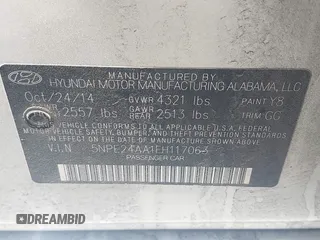 MANUFACTURED BY
HYUNDAI MOTOR MANUFACTURING ALABAMA, LLC
Oct/24/14 GVWR 4321 lbs PAINT Y8
2557 lbs GAWR REAR 2513 lbs TRIM GG
VEHICLE CONFORMS TO ALL APPLICABLE U.S. FEDERAL MOTOR
VEHICLE SAFETY, BUMPER, AND THEFT PREVENTION STANDARDS
IN EFFECT ON THE DATE OF MANUFACTURE SHOWN ABOVE.
V.I.N 5NPE24AA1FH117064
PASSENGER CAR
DREAMBID